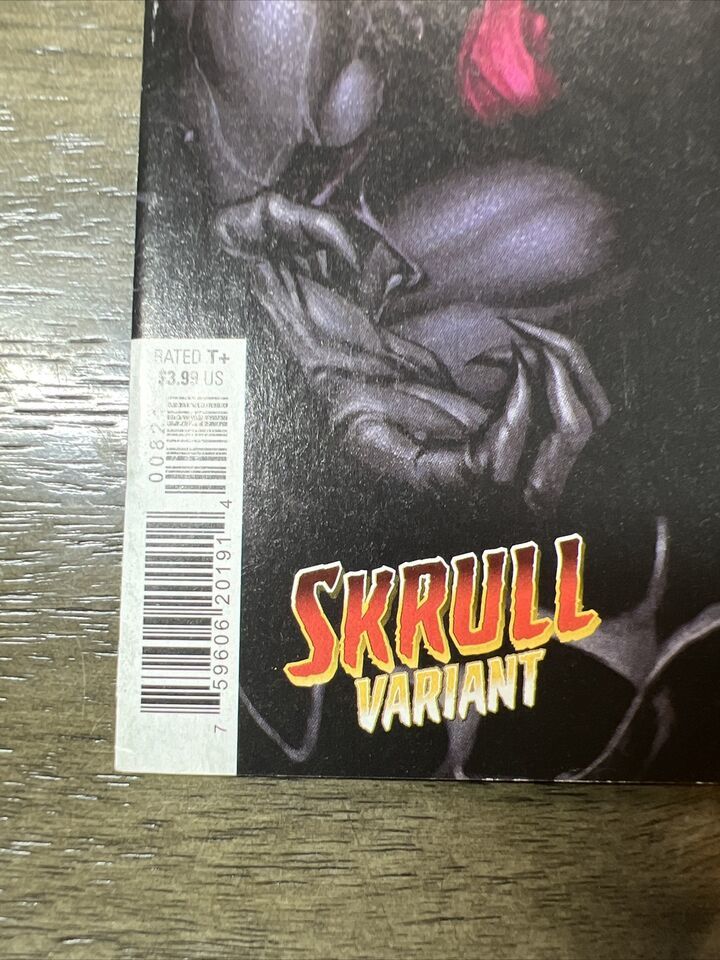 RATED T+
$3.99 US
7 59606 20191 4
SKRULL
VARIANT